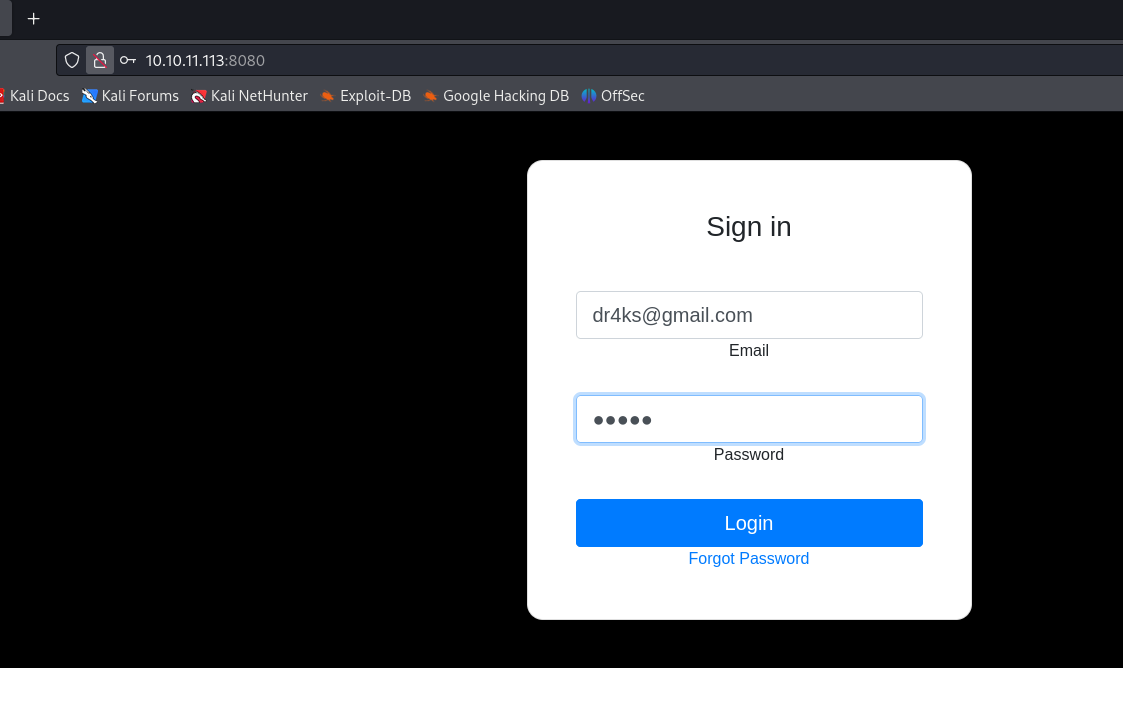 +
10.10.11.113:8080
Kali Docs Kali Forums Kali NetHunter Exploit-DB Google Hacking DB OffSec
Sign in
dr4ks@gmail.com
Email
●●●●●
Password
Login
Forgot Password